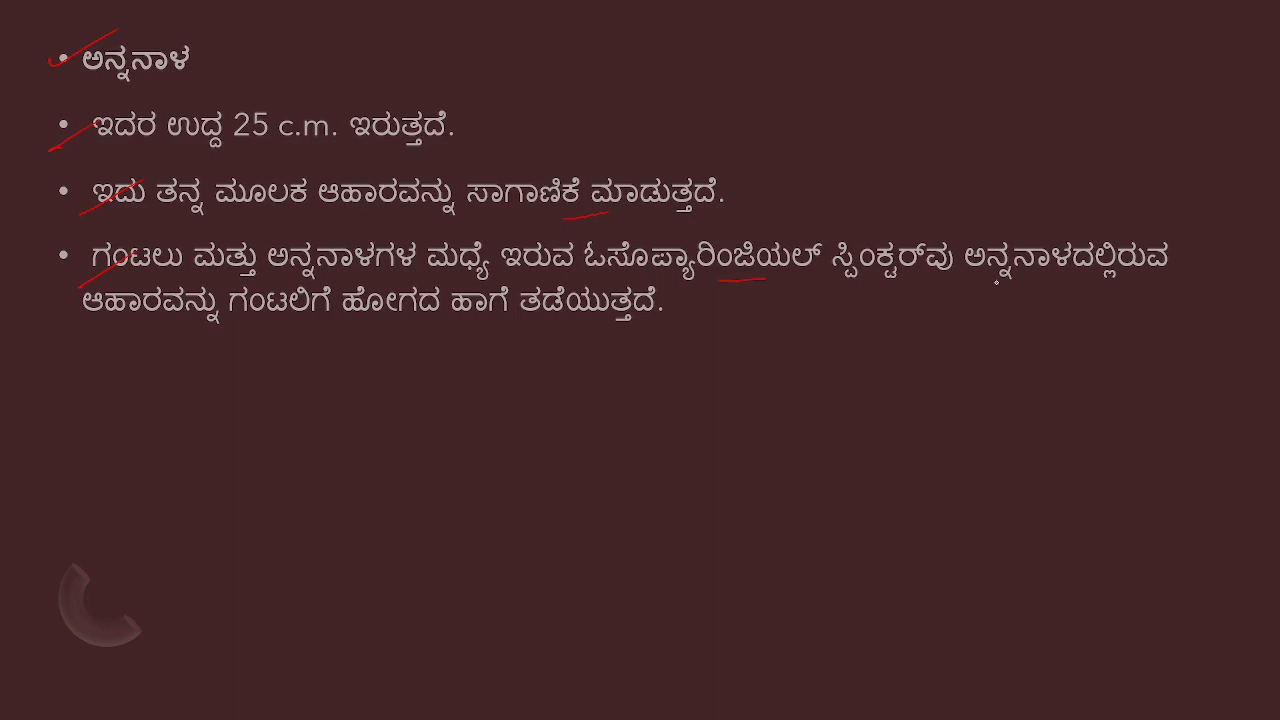 • ಅನ್ನನಾಳ
• ಇದರ ಉದ್ದ 25 c.m. ಇರುತ್ತದೆ.
• ಇದು ತನ್ನ ಮೂಲಕ ಆಹಾರವನ್ನು ಸಾಗಾಣಿಕೆ ಮಾಡುತ್ತದೆ.
• ಗಂಟಲು ಮತ್ತು ಅನ್ನನಾಳಗಳ ಮಧ್ಯೆ ಇರುವ ಓಸೊಪ್ಯಾರಿಂಜಿಯಲ್ ಸ್ಪಿಂಕ್ಟರ್‌ವು ಅನ್ನನಾಳದಲ್ಲಿರುವ
ಆಹಾರವನ್ನು ಗಂಟಲಿಗೆ ಹೋಗದ ಹಾಗೆ ತಡೆಯುತ್ತದೆ.